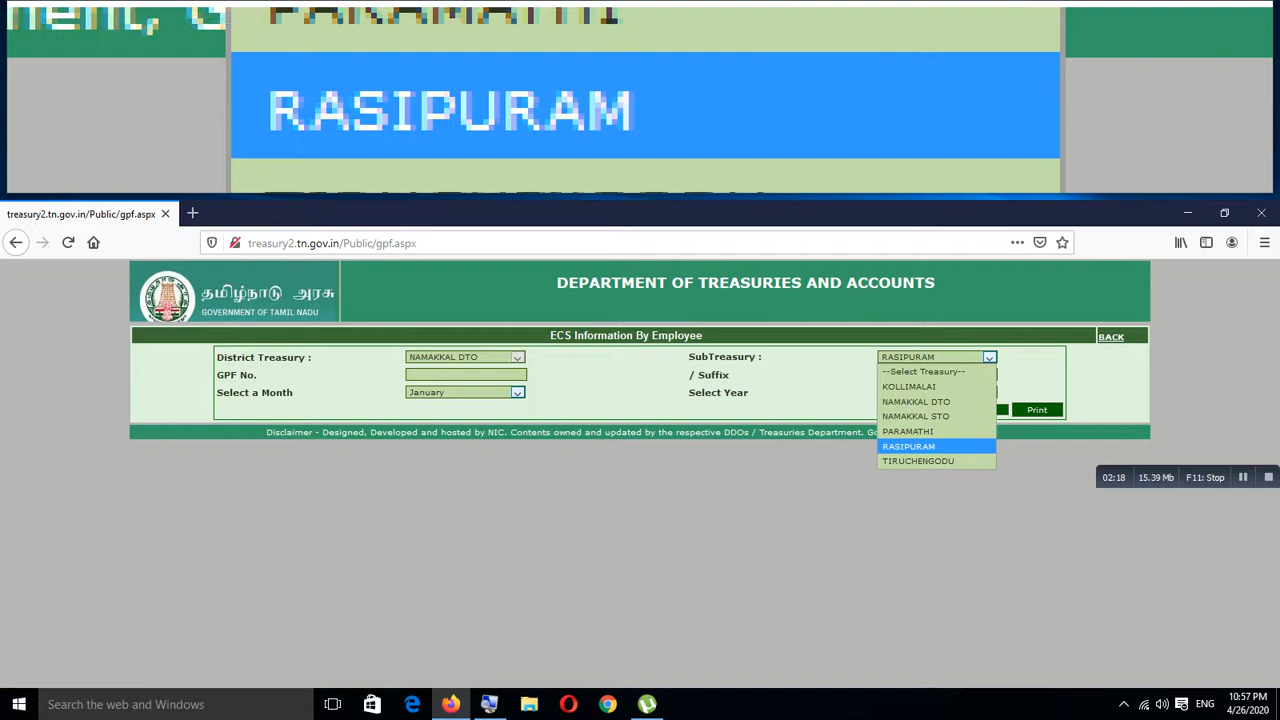 RASIPURAM
treasury2.tn.gov.in/Public/gpf.aspx
treasury2.tn.gov.in/Public/gpf.aspx
தமிழ்நாடு அரசு
GOVERNMENT OF TAMIL NADU
DEPARTMENT OF TREASURIES AND ACCOUNTS
ECS Information By Employee
BACK
District Treasury :
NAMAKKAL DTO
SubTreasury :
RASIPURAM
GPF No.
/ Suffix
Select a Month
January
Select Year
--Select Treasury--
KOLLIMALAI
NAMAKKAL DTO
NAMAKKAL STO
PARAMATHI
RASIPURAM
TIRUCHENGODU
Print
Disclaimer - Designed, Developed and hosted by NIC. Contents owned and updated by the respective DDOs / Treasuries Department.
02:18 15.39 Mb F11: Stop
Search the web and Windows
ENG
10:57 PM
4/26/2020